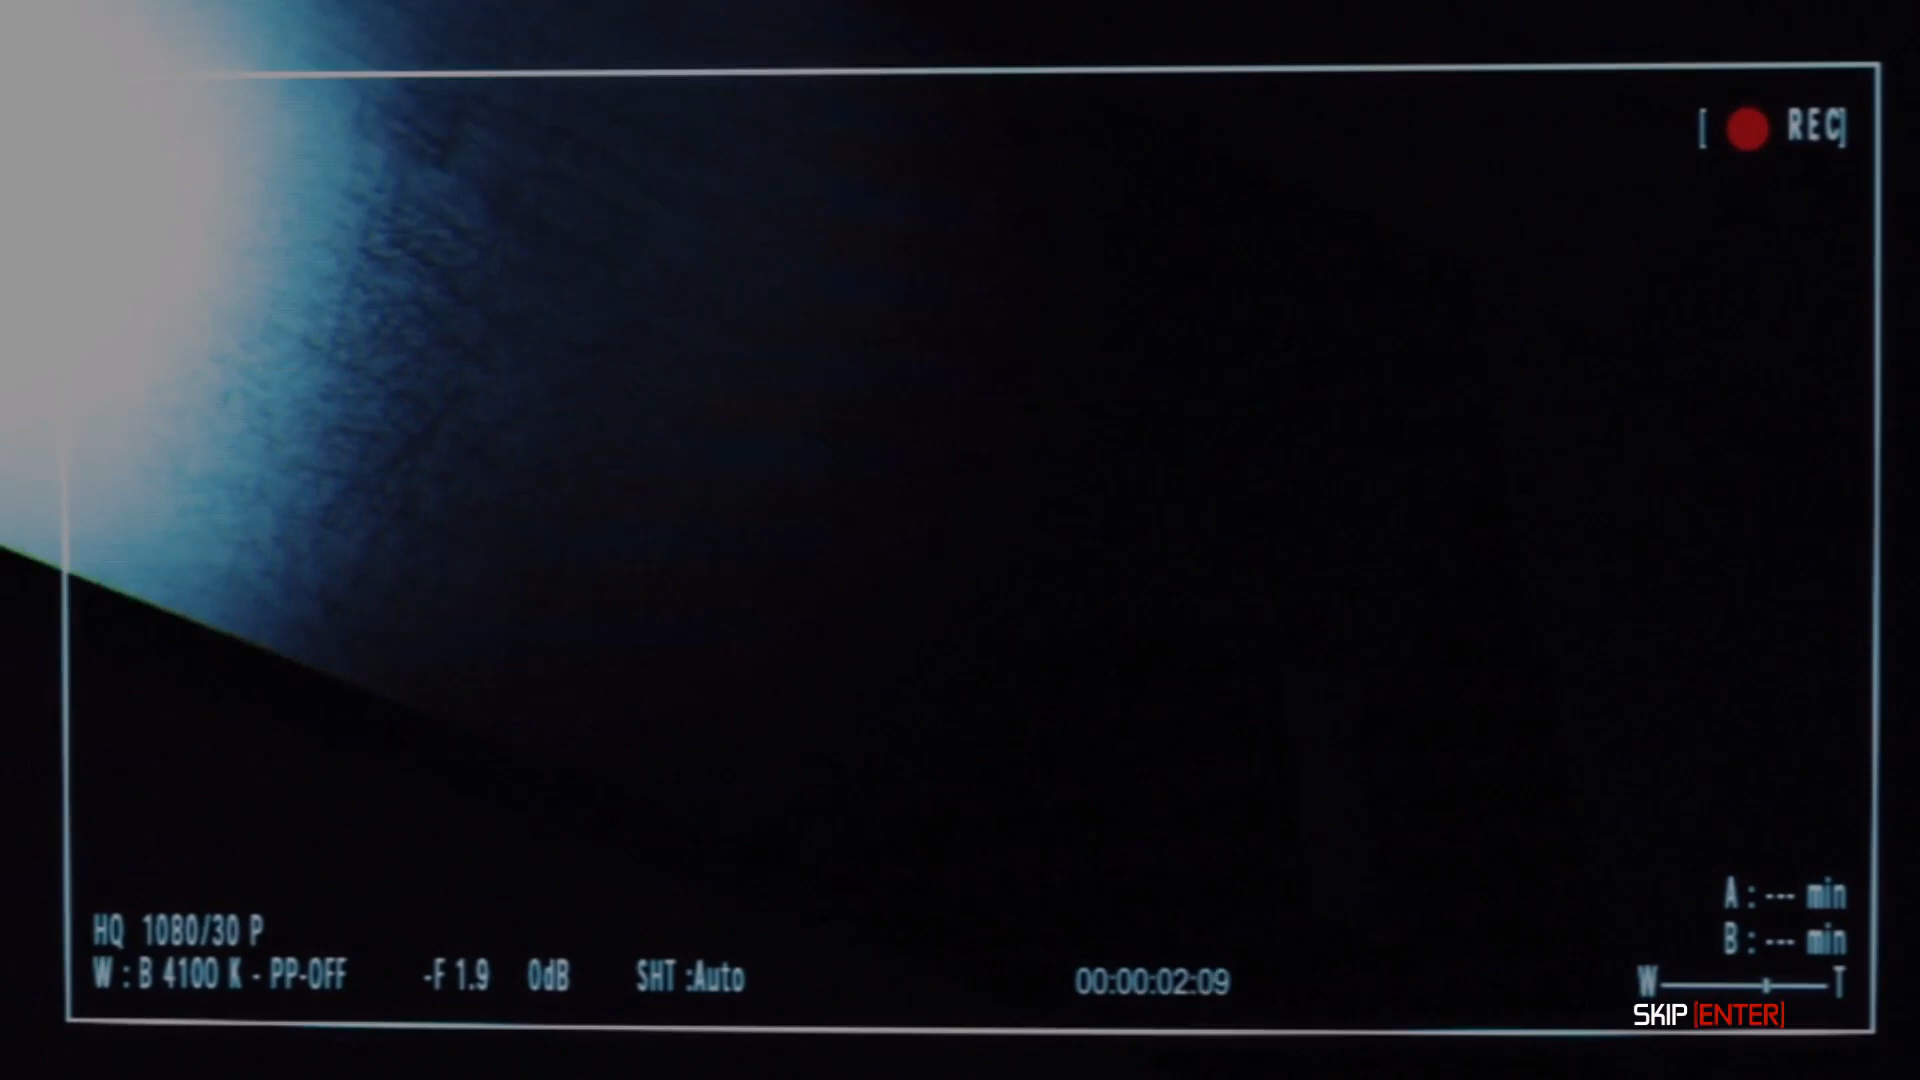 [ REC]
A : --- min
HQ 1080/30 P
B : --- min
W : B 4100 K - PP-OFF -F 1.9 0dB SHT :Auto 00:00:02:09
W T
SKIP [ENTER]